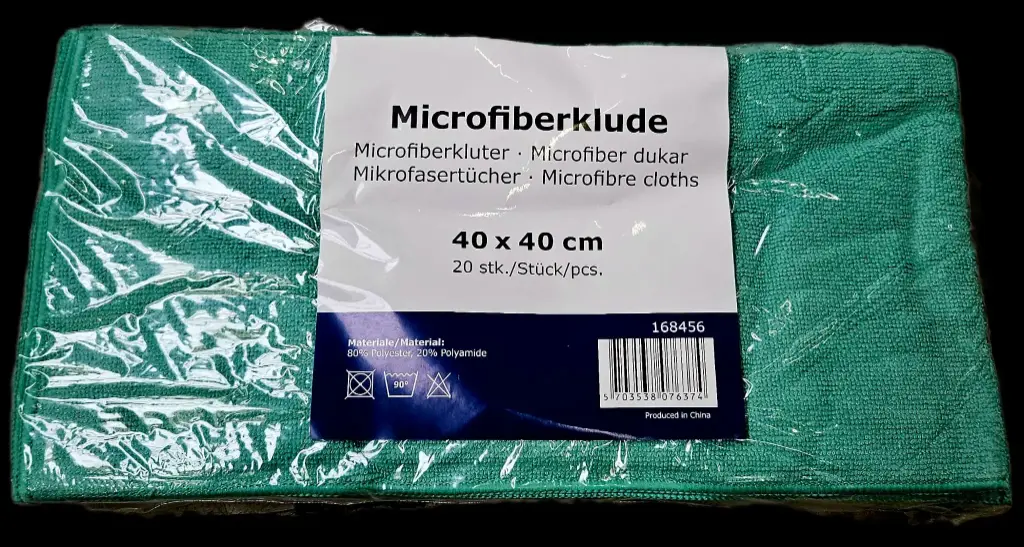 Microfiberklude
Microfiberkluter · Microfiber dukar
Mikrofasertücher · Microfibre cloths
40 x 40 cm
20 stk./Stück/pcs.
168456
Materiale/Material:
80% Polyester, 20% Polyamide
90°
5 703538 076374
Produced in China